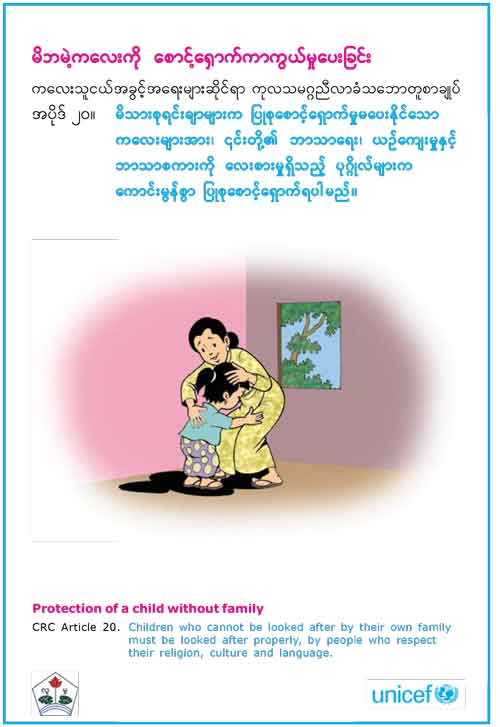 မိဘမဲ့ကလေးကို စောင့်ရှောက်ကာကွယ်မှုပေးခြင်း
ကလေးသူငယ်အခွင့်အရေးများဆိုင်ရာ ကုလသမဂ္ဂညီလာခံသဘောတူစာချုပ်
အပိုဒ် ၂၀။ မိသားစုရင်းချာများက ပြုစုစောင့်ရှောက်မှုမပေးနိုင်သော
ကလေးများအား၊ ၎င်းတို့၏ ဘာသာရေး၊ ယဉ်ကျေးမှုနှင့်
ဘာသာစကားကို လေးစားမှုရှိသည့် ပုဂ္ဂိုလ်များက
ကောင်းမွန်စွာ ပြုစုစောင့်ရှောက်ရပါမည်။
Protection of a child without family
CRC Article 20. Children who cannot be looked after by their own family
must be looked after properly, by people who respect
their religion, culture and language.
unicef